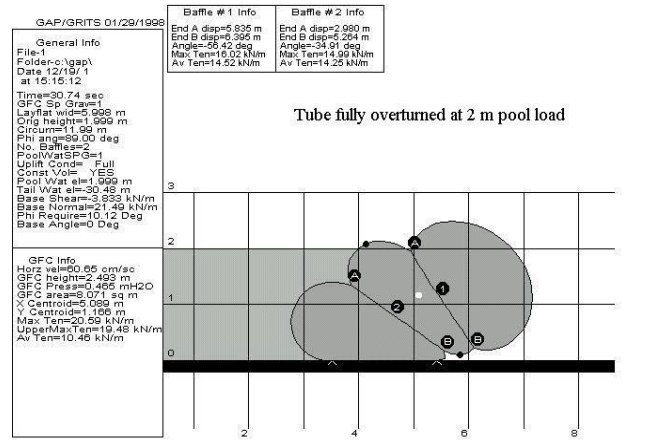 GAP/GRITS 01/29/1998
General Info
File-1
Folder-c:\gap\
Date 12/19/ 1
at 15:15:12
Time=30.74 sec
GFC Sp Grav=1
Layflat wid=5.998 m
Orig height=1.999 m
Circum=11.99 m
Phi ang=89.00 deg
No. Baffles=2
PoolWatSPG=1
Uplift Cond= Full
Const Vol= YES
Pool Wat el=1.999 m
Tail Wat el=-30.48 m
Base Shear=-3.833 kN/m
Base Normal=21.49 kN/m
Phi Require=10.12 Deg
Base Angle=0 Deg
GFC Info
Horz vel=60.65 cm/sc
GFC height=2.493 m
GFC Press=0.465 mH2O
GFC area=8.071 sq m
X Centroid=5.089 m
Y Centroid=1.166 m
Max Ten=20.59 kN/m
UpperMaxTen=19.48 kN/m
Av Ten=10.46 kN/m
Baffle #1 Info
End A disp=5.835 m
End B disp=6.395 m
Angle=-56.42 deg
Max Ten=16.02 kN/m
Av Ten=14.52 kN/m
Baffle #2 Info
End A disp=2.980 m
End B disp=5.264 m
Angle=-34.91 deg
Max Ten=14.99 kN/m
Av Ten=14.25 kN/m
Tube fully overturned at 2 m pool load
3
2
1
0
A
A
1
2
B
B
2
4
6
8